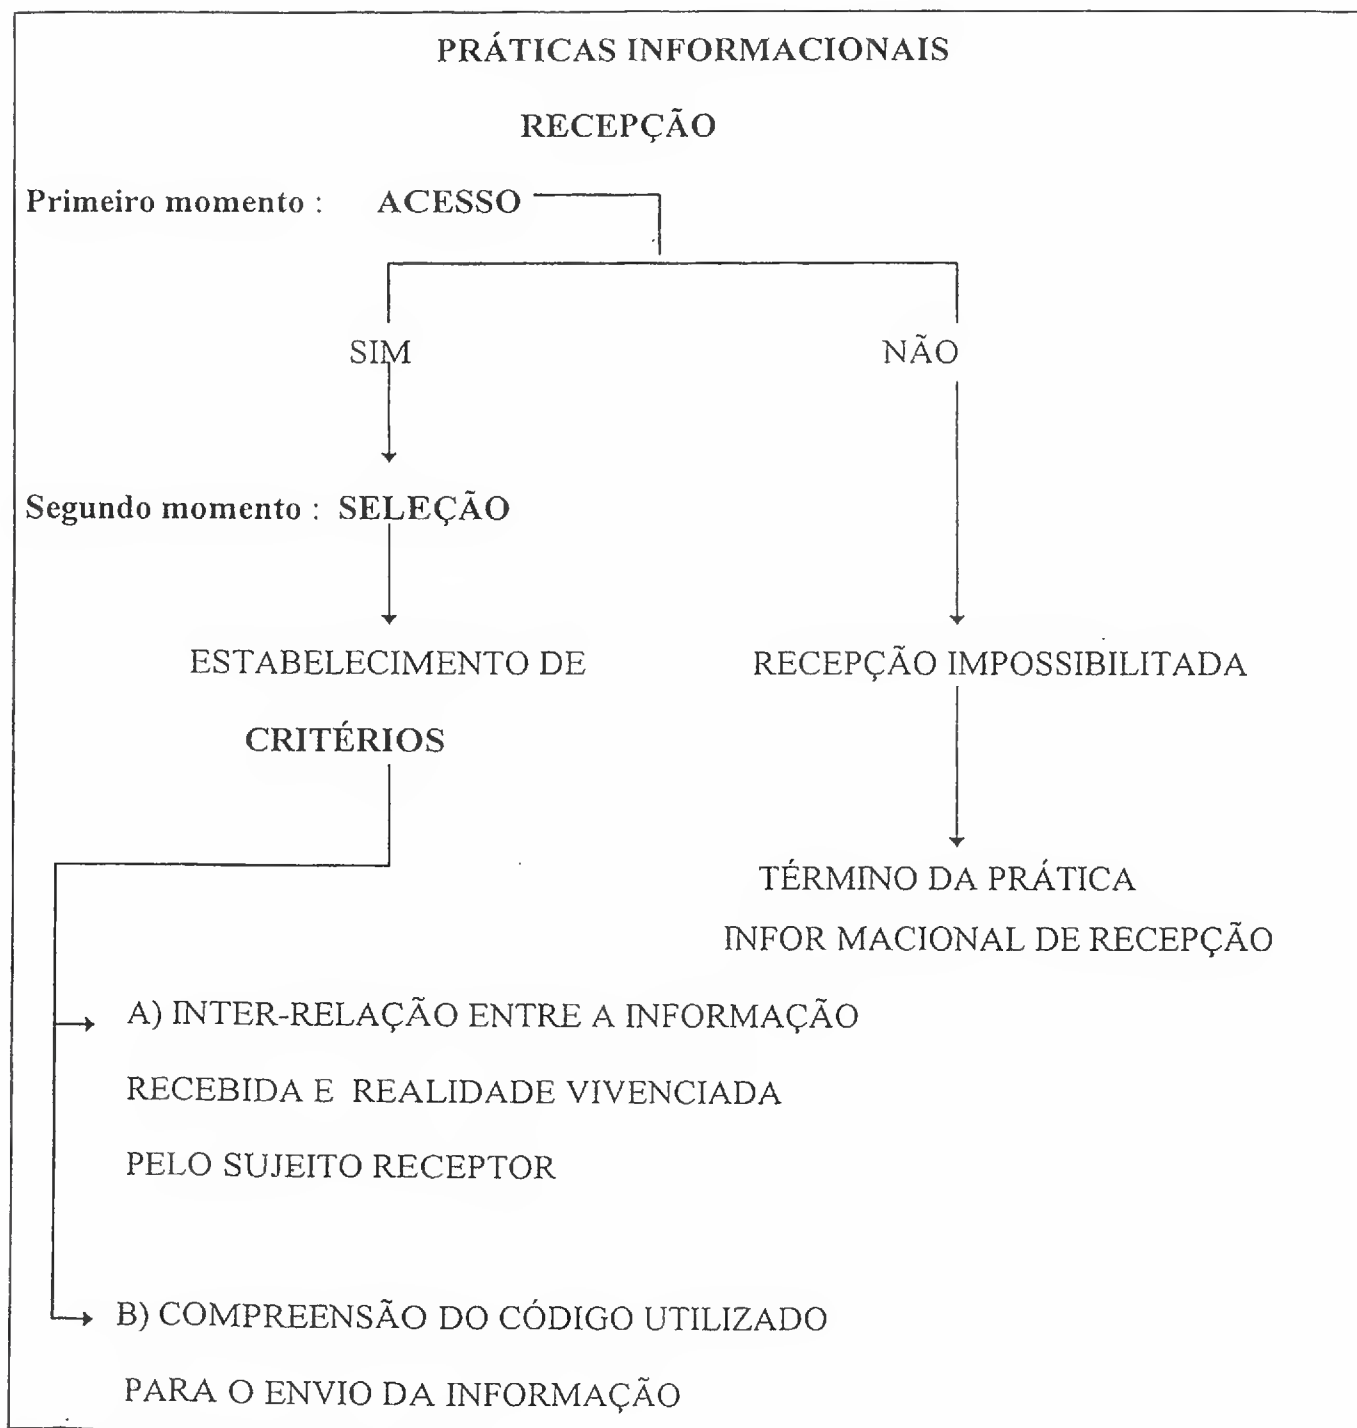 PRÁTICAS INFORMACIONAIS
RECEPÇÃO
Primeiro momento : ACESSO
SIM NÃO
Segundo momento : SELEÇÃO
ESTABELECIMENTO DE RECEPÇÃO IMPOSSIBILITADA
CRITÉRIOS
TÉRMINO DA PRÁTICA
INFOR MACIONAL DE RECEPÇÃO
A) INTER-RELAÇÃO ENTRE A INFORMAÇÃO
RECEBIDA E REALIDADE VIVENCIADA
PELO SUJEITO RECEPTOR
B) COMPREENSÃO DO CÓDIGO UTILIZADO
PARA O ENVIO DA INFORMAÇÃO